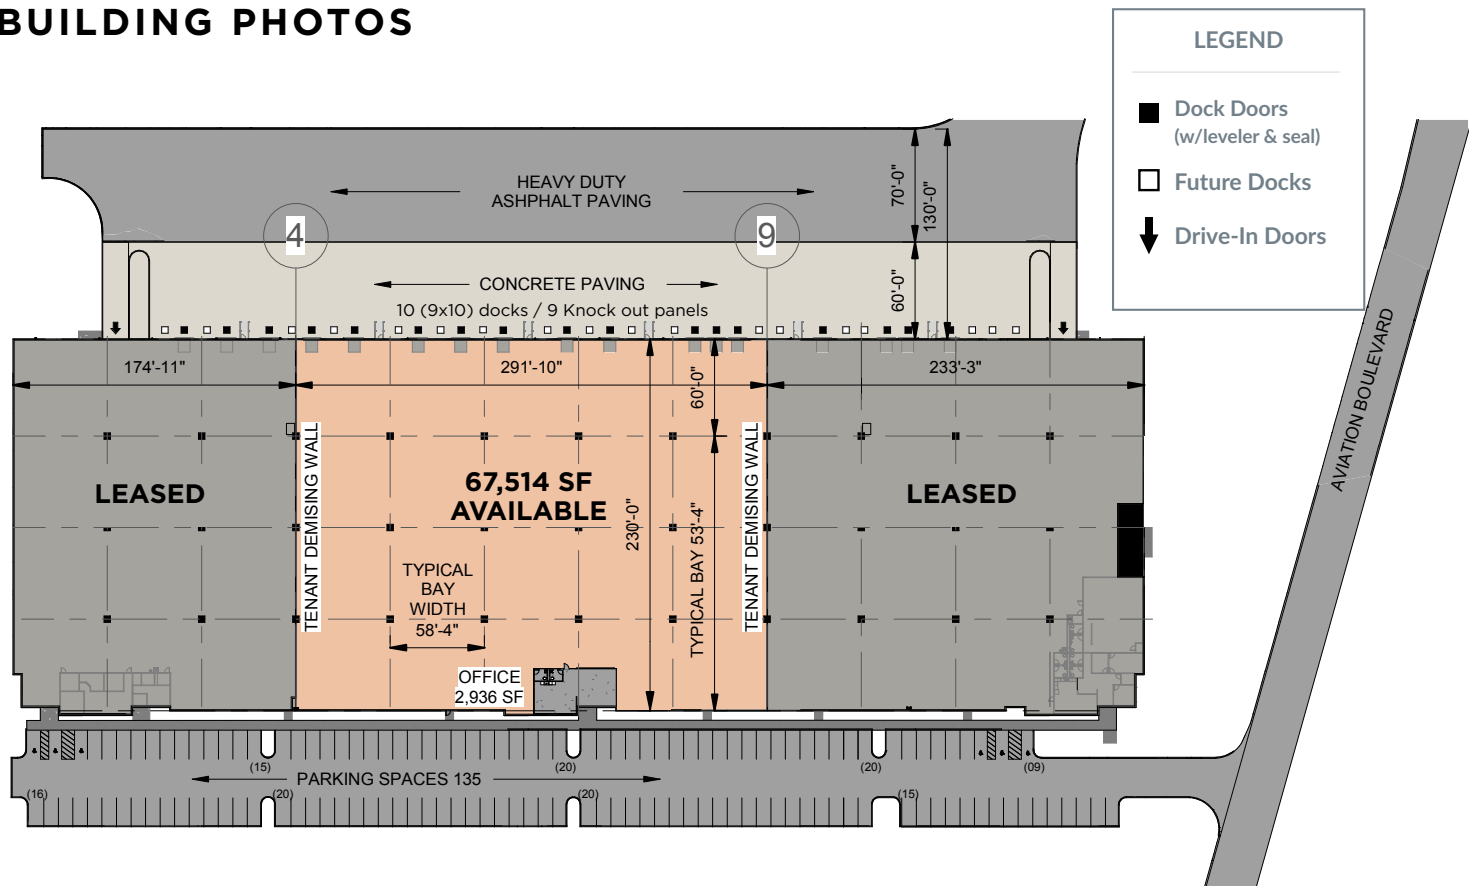 BUILDING PHOTOS
LEGEND
Dock Doors
(w/leveler & seal)
Future Docks
Drive-In Doors
HEAVY DUTY
ASHPHALT PAVING
70'-0"
130'-0"
4
9
CONCRETE PAVING
10 (9x10) docks / 9 Knock out panels
60'-0"
174'-11"
291'-10"
233'-3"
60'-0"
TENANT DEMISING WALL
TENANT DEMISING WALL
LEASED
67,514 SF
AVAILABLE
LEASED
230'-0"
TYPICAL BAY 53'-4"
TYPICAL
BAY
WIDTH
58'-4"
OFFICE
2,936 SF
AVIATION BOULEVARD
(15)
(20)
(20)
(09)
PARKING SPACES 135
(16)
(20)
(20)
(15)